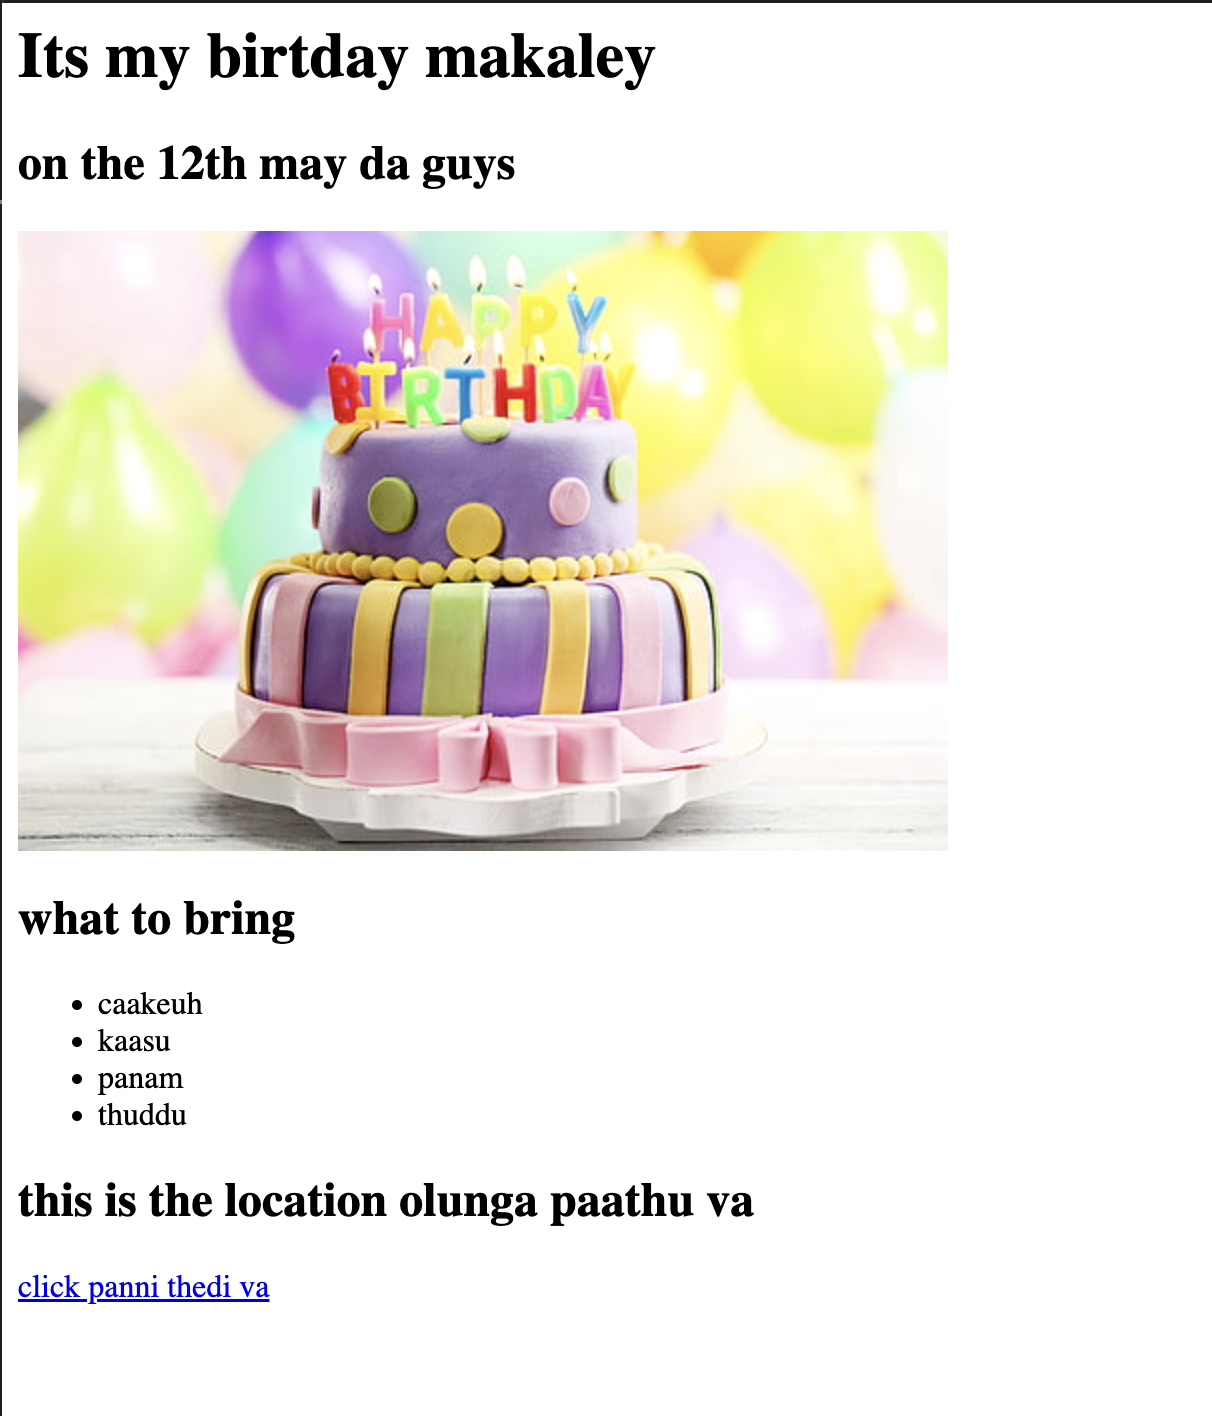 Its my birtday makaley
on the 12th may da guys
HAPPY
BIRTHDAY
what to bring
caakeuh
kaasu
panam
thuddu
this is the location olunga paathu va
click panni thedi va